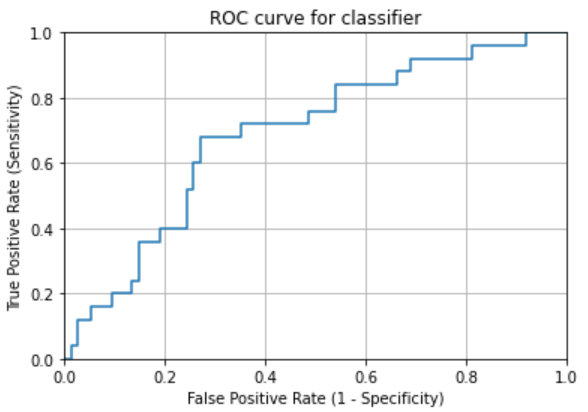 ROC curve for classifier
True Positive Rate (Sensitivity)
1.0
0.8
0.6
0.4
0.2
0.0
0.0 0.2 0.4 0.6 0.8 1.0
False Positive Rate (1 - Specificity)